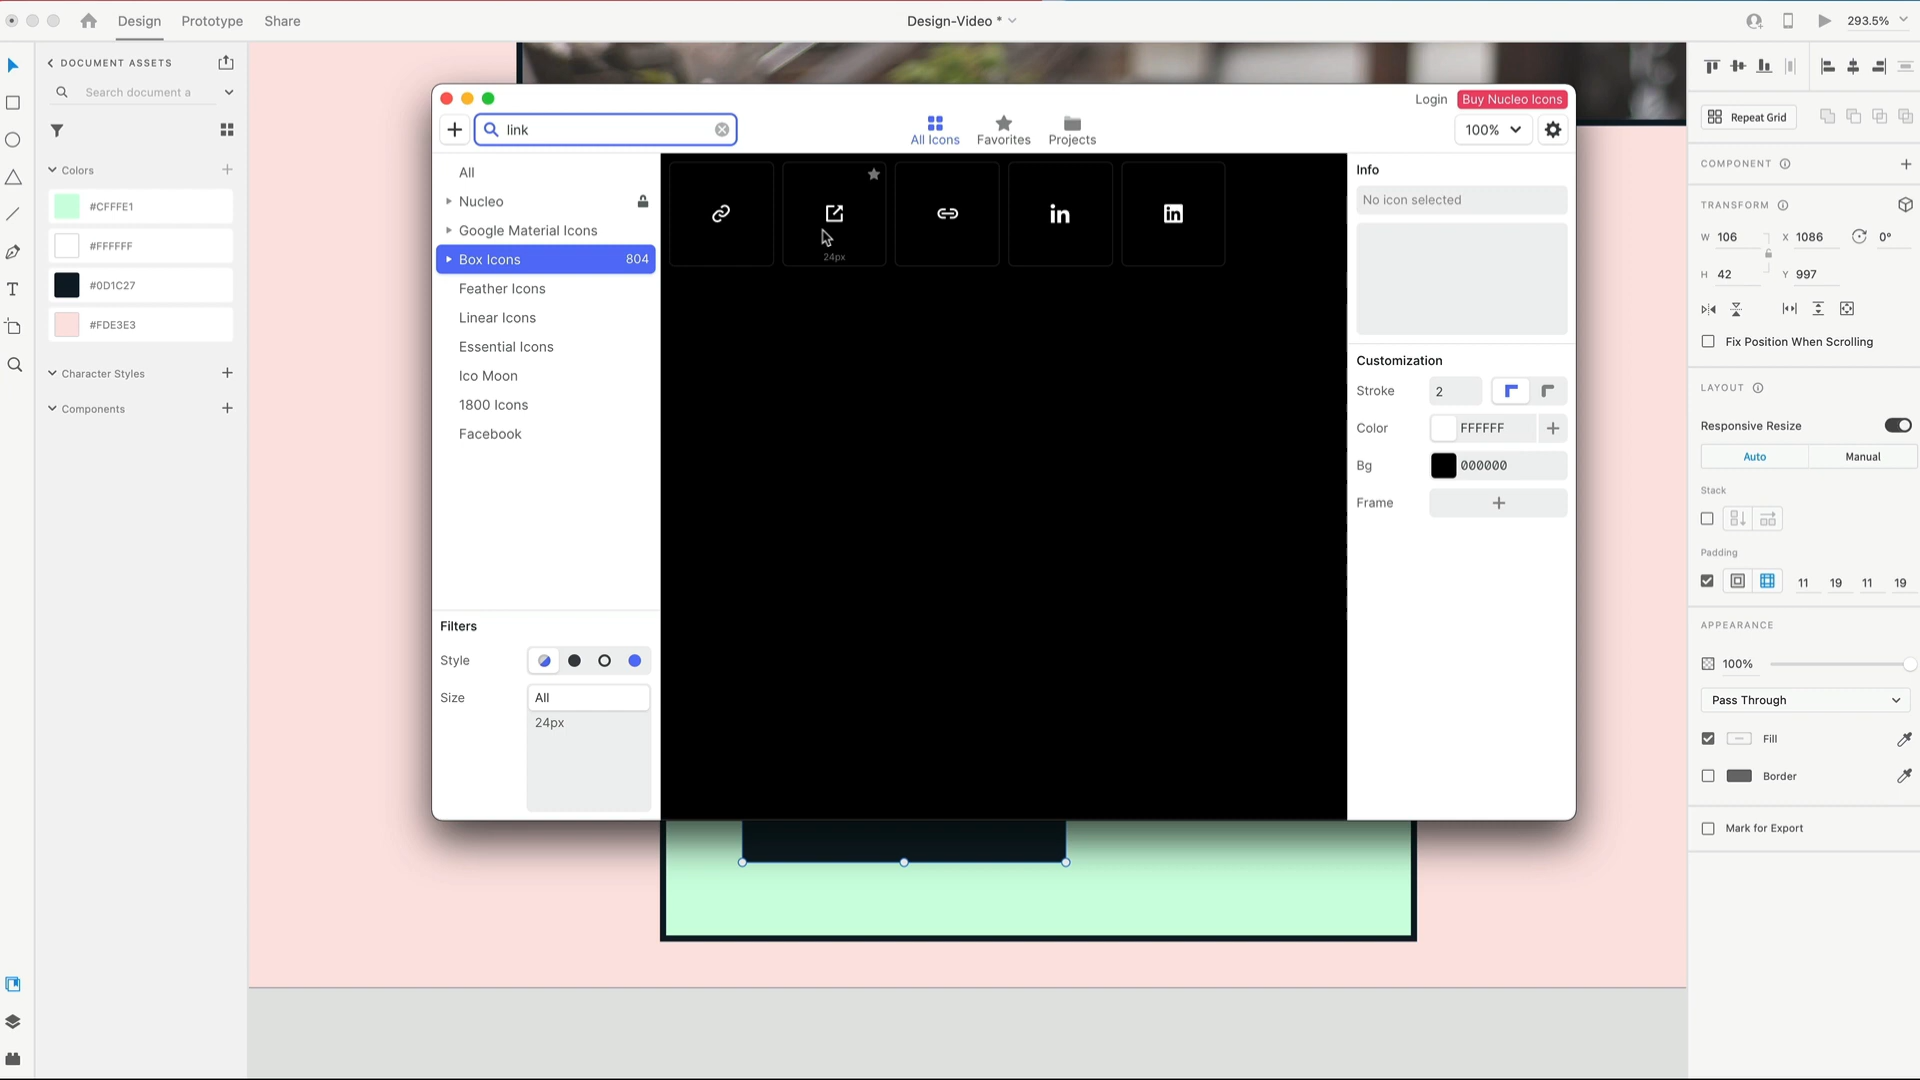 Design
Prototype
Share
Design-Video *
293.5%
DOCUMENT ASSETS
Search document a
Colors
#CFFFE1
#FFFFFF
#0D1C27
#FDE3E3
Character Styles
Components
Login
Buy Nucleo Icons
link
All Icons
Favorites
Projects
100%
All
Nucleo
Google Material Icons
Box Icons 804
Feather Icons
Linear Icons
Essential Icons
Ico Moon
1800 Icons
Facebook
24px
Filters
Style
Size
All
24px
Info
No icon selected
Customization
Stroke 2
Color FFFFFF
Bg 000000
Frame
Repeat Grid
COMPONENT
TRANSFORM
W 106 X 1086 0°
H 42 Y 997
Fix Position When Scrolling
LAYOUT
Responsive Resize
Auto Manual
Stack
Padding
11 19 11 19
APPEARANCE
100%
Pass Through
Fill
Border
Mark for Export